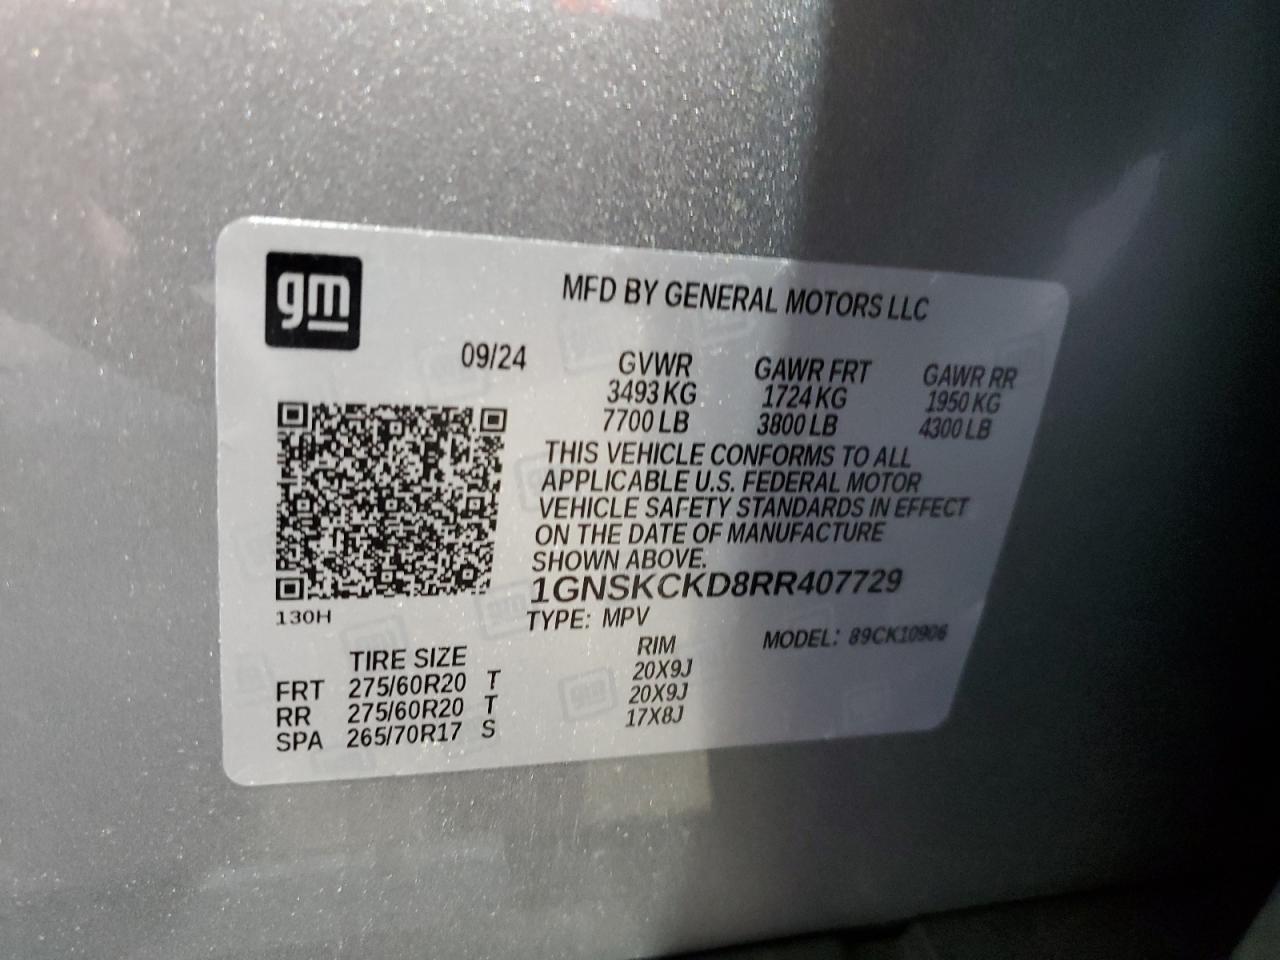 gm
MFD BY GENERAL MOTORS LLC
09/24
GVWR GAWR FRT GAWR RR
3493 KG 1724 KG 1950 KG
7700 LB 3800 LB 4300 LB
THIS VEHICLE CONFORMS TO ALL
APPLICABLE U.S. FEDERAL MOTOR
VEHICLE SAFETY STANDARDS IN EFFECT
ON THE DATE OF MANUFACTURE
SHOWN ABOVE.
1GNSKCKD8RR407729
130H
TYPE: MPV
MODEL: 89CK10906
TIRE SIZE RIM
FRT 275/60R20 T 20X9J
RR 275/60R20 T 20X9J
SPA 265/70R17 S 17X8J